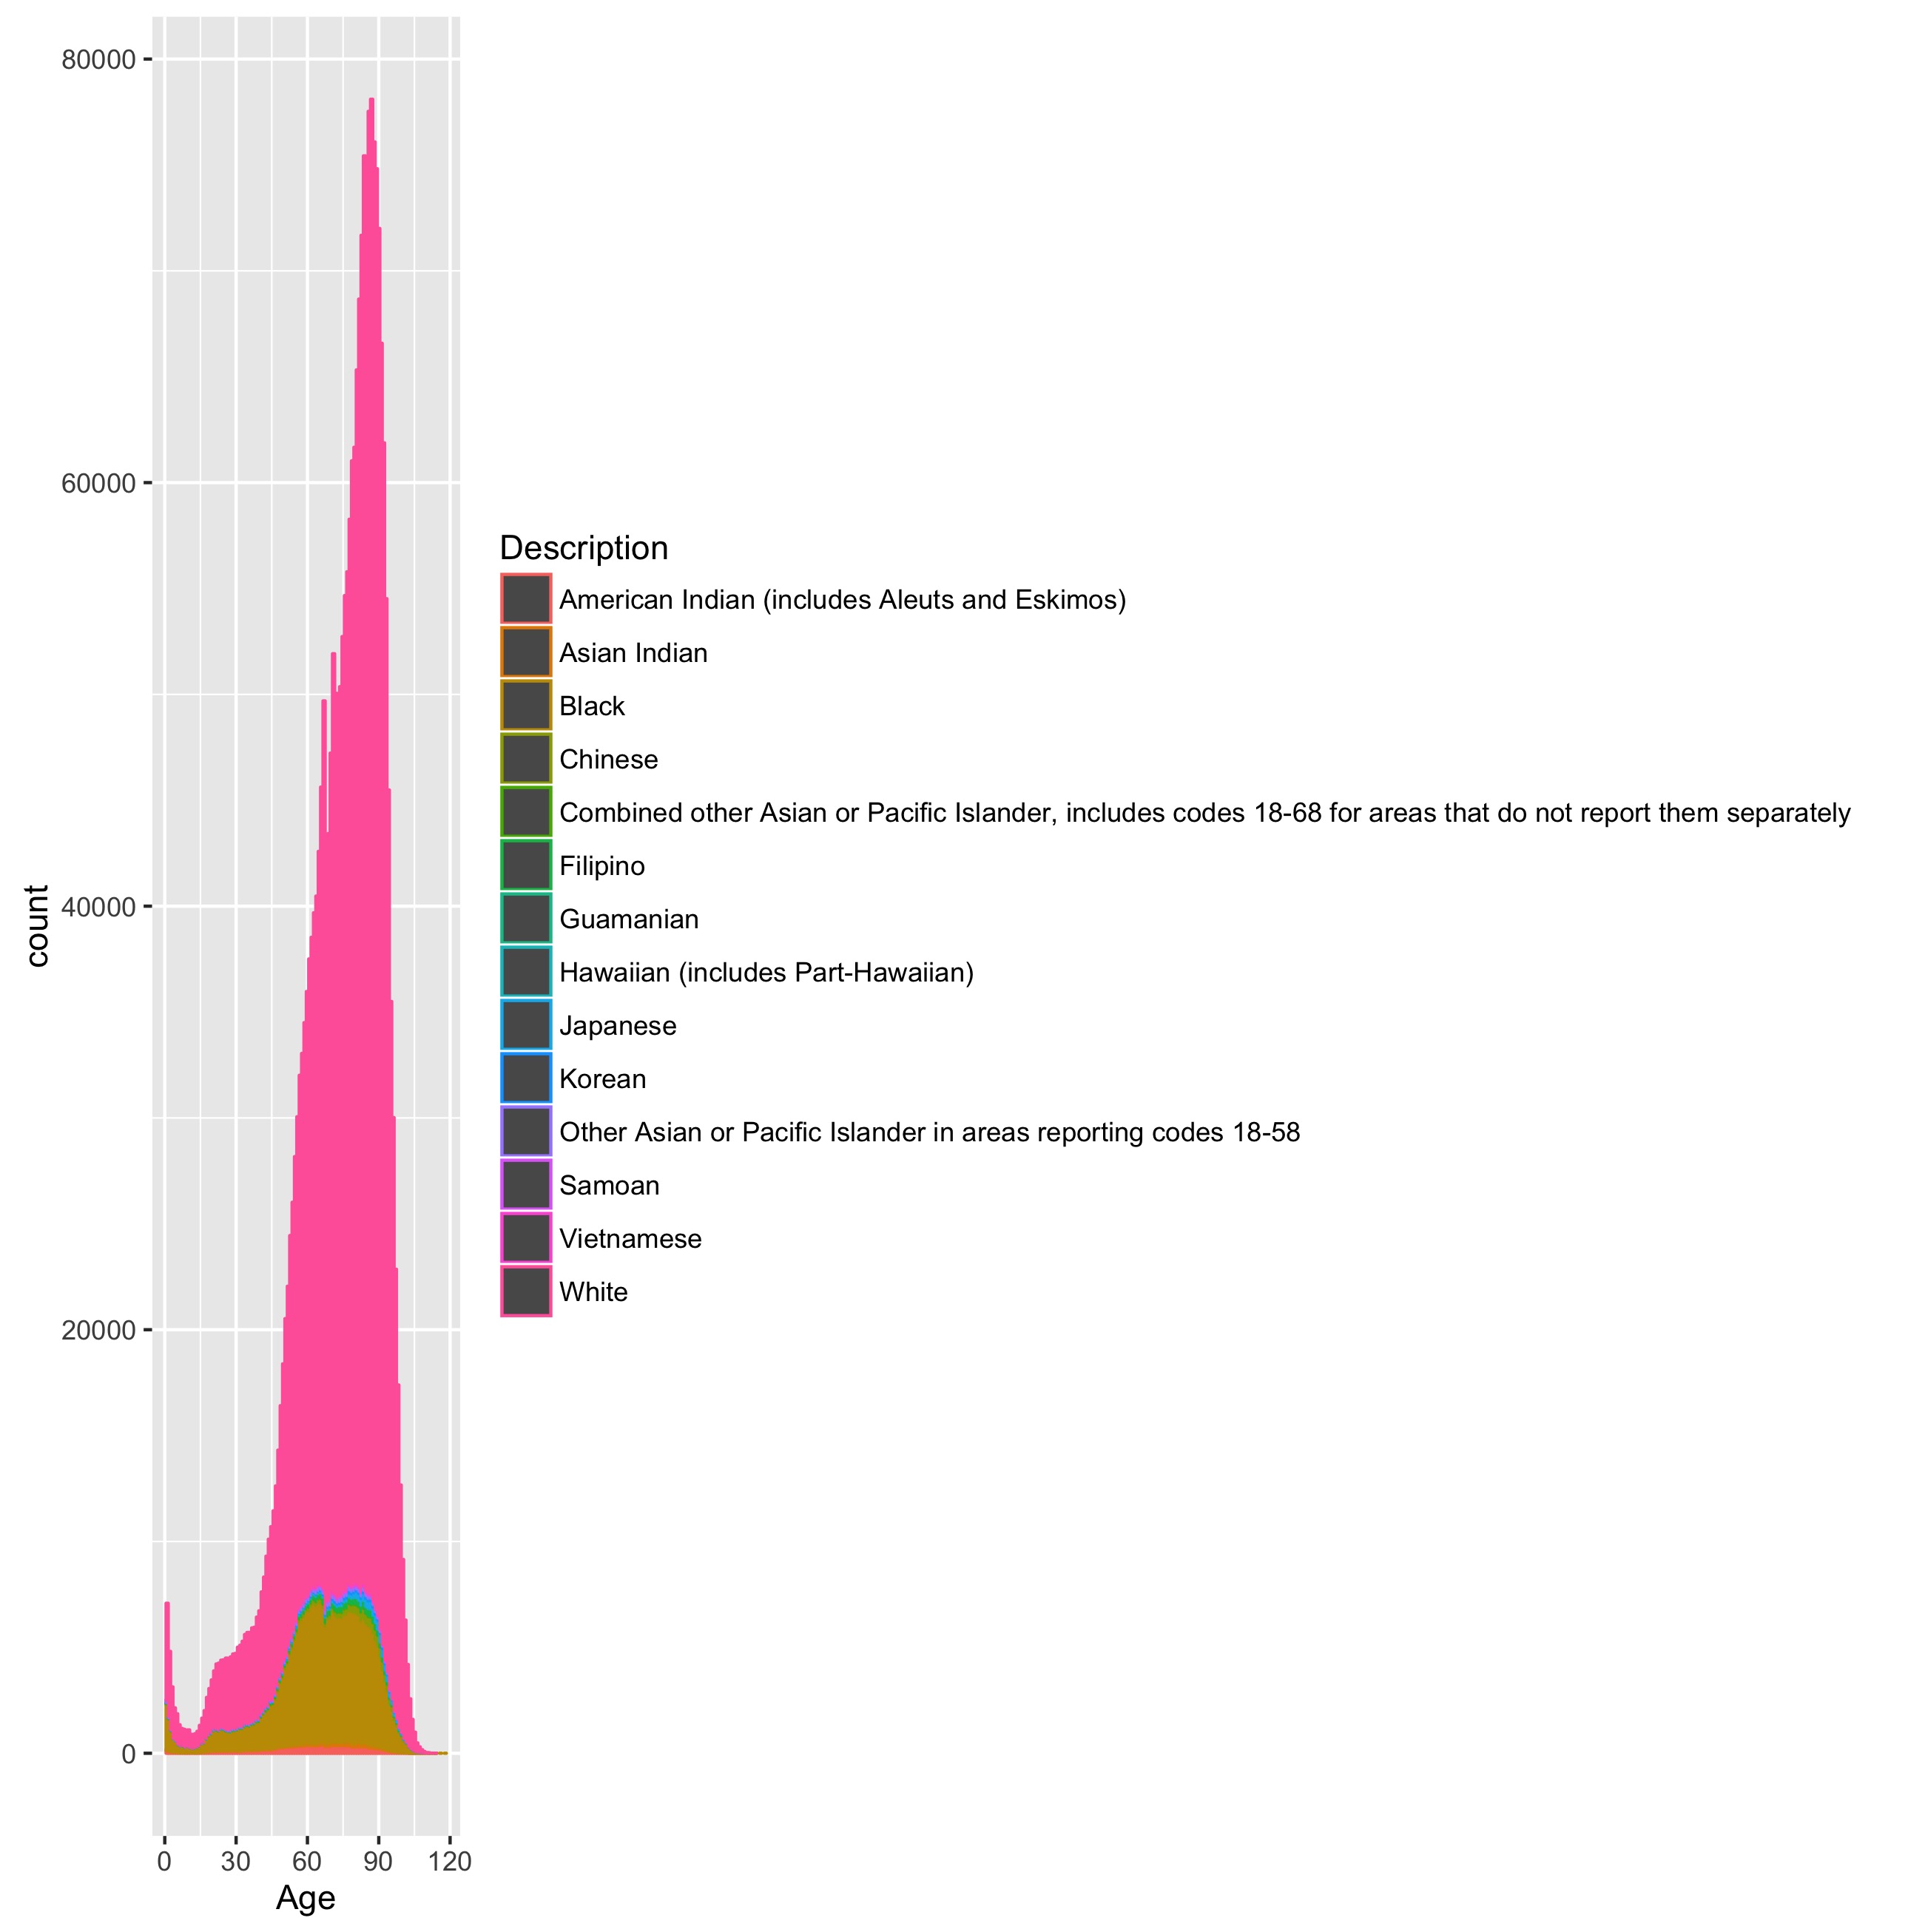 80000
60000
40000
20000
0
count
0 30 60 90 120
Age
Description
American Indian (includes Aleuts and Eskimos)
Asian Indian
Black
Chinese
Combined other Asian or Pacific Islander, includes codes 18-68 for areas that do not report them separately
Filipino
Guamanian
Hawaiian (includes Part-Hawaiian)
Japanese
Korean
Other Asian or Pacific Islander in areas reporting codes 18-58
Samoan
Vietnamese
White